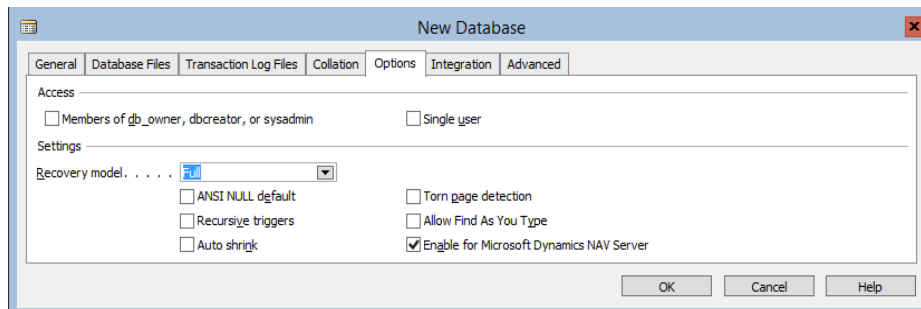 New Database
General Database Files Transaction Log Files Collation Options Integration Advanced
Access
Members of db_owner, dbcreator, or sysadmin Single user
Settings
Recovery model. . . . . Full
ANSI NULL default Torn page detection
Recursive triggers Allow Find As You Type
Auto shrink Enable for Microsoft Dynamics NAV Server
OK Cancel Help